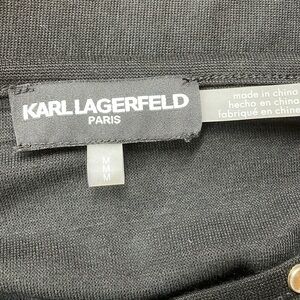 KARL LAGERFELD
PARIS
made in china
hecho en china
fabriqué en chine
M
M
M